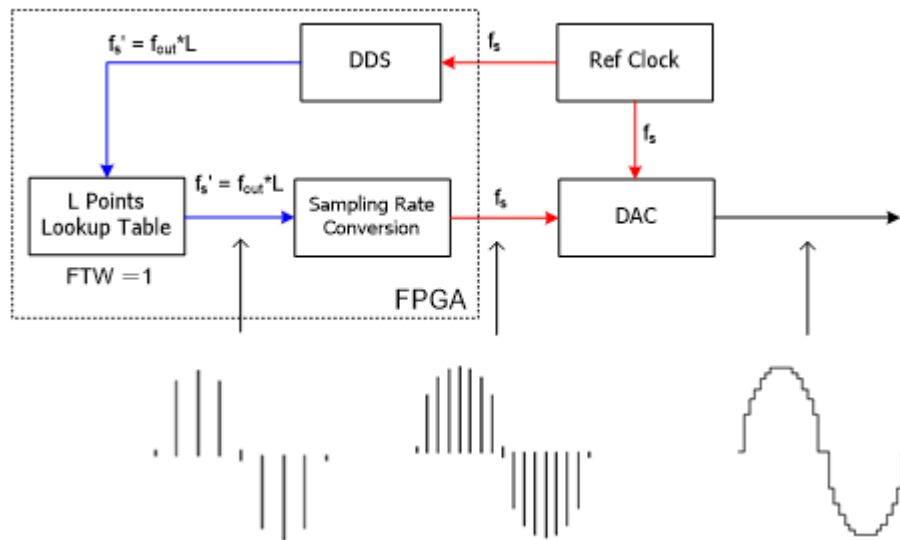 fs' = fout*L
DDS
fs
Ref Clock
fs
L Points
Lookup Table
fs' = fout*L
Sampling Rate
Conversion
fs
DAC
FTW =1
FPGA